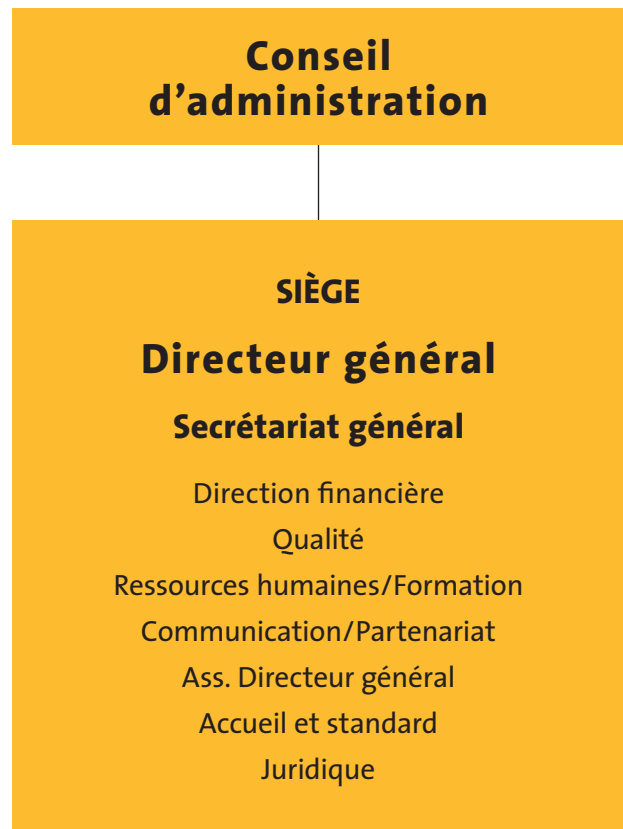 Conseil
d’administration
SIÈGE
Directeur général
Secrétariat général
Direction financière
Qualité
Ressources humaines/Formation
Communication/Partenariat
Ass. Directeur général
Accueil et standard
Juridique